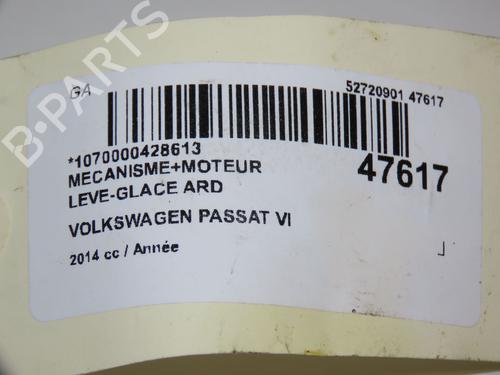 B-PARTS
GA
52720901 47617
*1070000428613
MECANISME+MOTEUR
LEVE-GLACE ARD
47617
VOLKSWAGEN PASSAT VI
2014 cc / Année